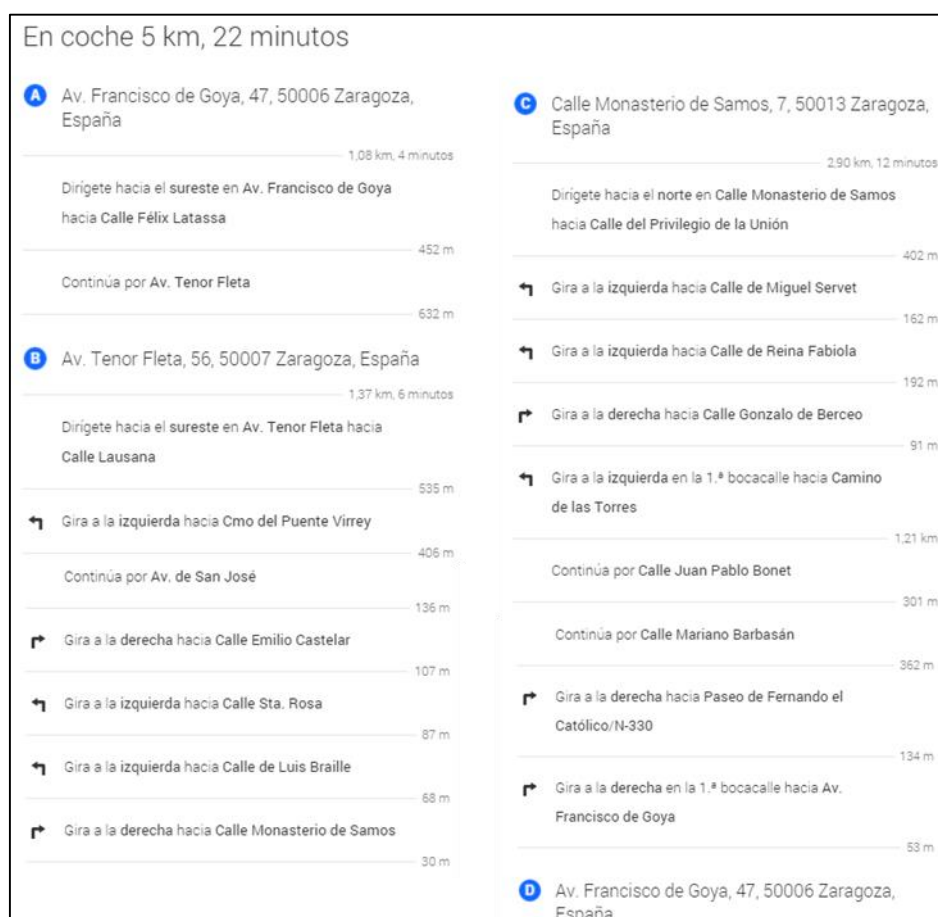 En coche 5 km, 22 minutos
A
Av. Francisco de Goya, 47, 50006 Zaragoza,
España
1,08 km, 4 minutos
Dirígete hacia el sureste en Av. Francisco de Goya
hacia Calle Félix Latassa
452 m
Continúa por Av. Tenor Fleta
632 m
B
Av. Tenor Fleta, 56, 50007 Zaragoza, España
1,37 km, 6 minutos
Dirígete hacia el sureste en Av. Tenor Fleta hacia
Calle Lausana
535 m
Gira a la izquierda hacia Cmo del Puente Virrey
406 m
Continúa por Av. de San José
136 m
Gira a la derecha hacia Calle Emilio Castelar
107 m
Gira a la izquierda hacia Calle Sta. Rosa
87 m
Gira a la izquierda hacia Calle de Luis Braille
68 m
Gira a la derecha hacia Calle Monasterio de Samos
30 m
C
Calle Monasterio de Samos, 7, 50013 Zaragoza,
España
2,90 km, 12 minutos
Dirígete hacia el norte en Calle Monasterio de Samos
hacia Calle del Privilegio de la Unión
402 m
Gira a la izquierda hacia Calle de Miguel Servet
162 m
Gira a la izquierda hacia Calle de Reina Fabiola
192 m
Gira a la derecha hacia Calle Gonzalo de Berceo
91 m
Gira a la izquierda en la 1.ª bocacalle hacia Camino
de las Torres
1,21 km
Continúa por Calle Juan Pablo Bonet
301 m
Continúa por Calle Mariano Barbasán
362 m
Gira a la derecha hacia Paseo de Fernando el
Católico/N-330
134 m
Gira a la derecha en la 1.ª bocacalle hacia Av.
Francisco de Goya
53 m
D
Av. Francisco de Goya, 47, 50006 Zaragoza,
España